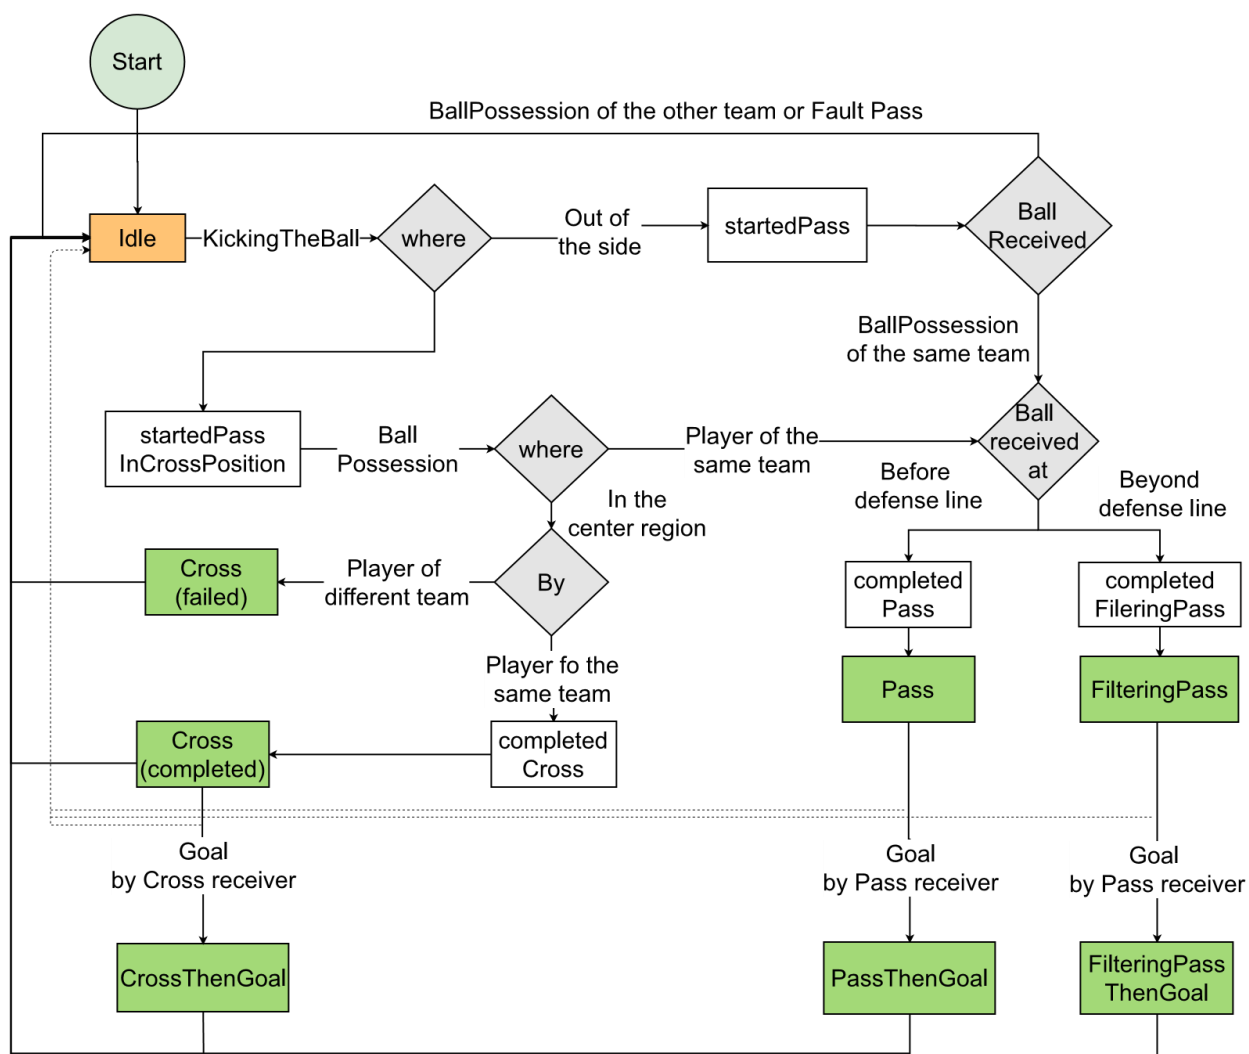 Start
BallPossession of the other team or Fault Pass
Idle
KickingTheBall
where
Out of
the side
startedPass
Ball
Received
BallPossession
of the same team
startedPass
InCrossPosition
Ball
Possession
where
Player of the
same team
Ball
received
at
Before
defense line
Beyond
defense line
In the
center region
Cross
(failed)
Player of
different team
By
completed
Pass
completed
FileringPass
Player fo the
same team
Pass
FilteringPass
Cross
(completed)
completed
Cross
Goal
by Cross receiver
Goal
by Pass receiver
Goal
by Pass receiver
CrossThenGoal
PassThenGoal
FilteringPass
ThenGoal